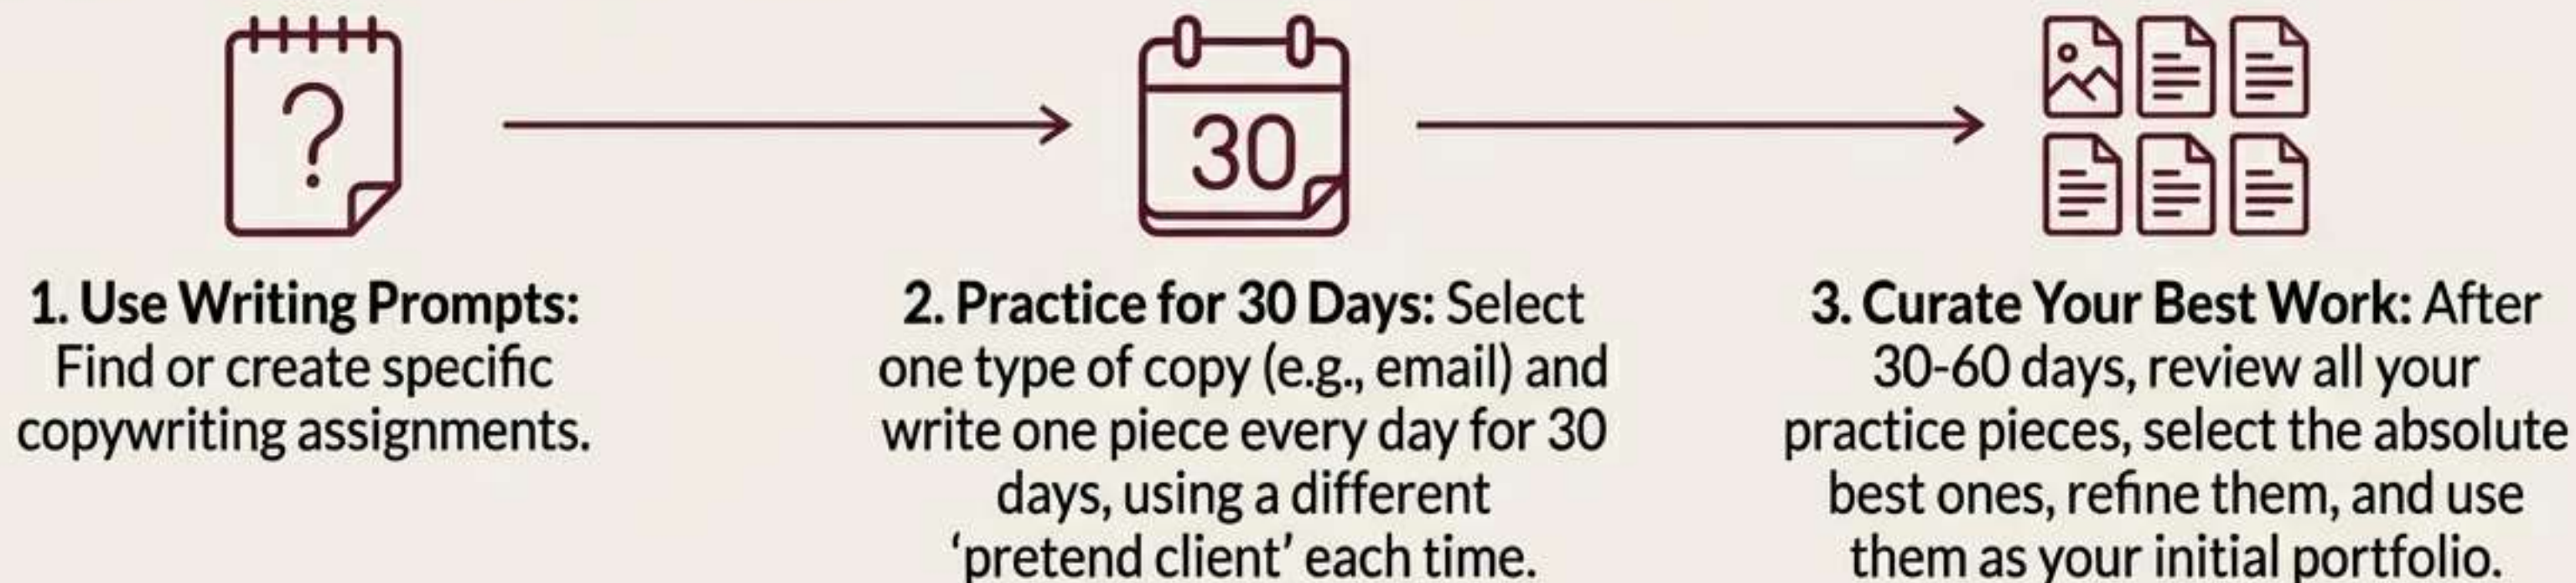 ?
30
1. Use Writing Prompts:
Find or create specific
copywriting assignments.
2. Practice for 30 Days: Select
one type of copy (e.g., email) and
write one piece every day for 30
days, using a different
‘pretend client’ each time.
3. Curate Your Best Work: After
30-60 days, review all your
practice pieces, select the absolute
best ones, refine them, and use
them as your initial portfolio.